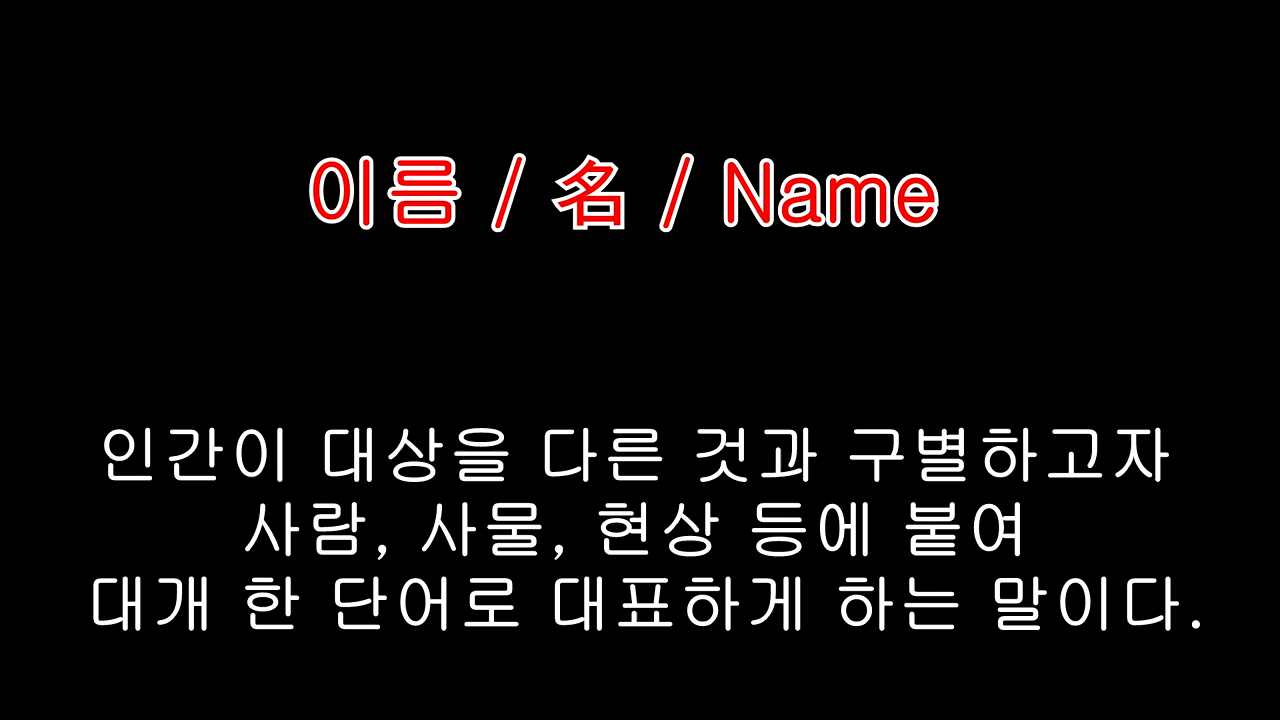 이름 / 名 / Name
인간이 대상을 다른 것과 구별하고자
사람, 사물, 현상 등에 붙여
대개 한 단어로 대표하게 하는 말이다.